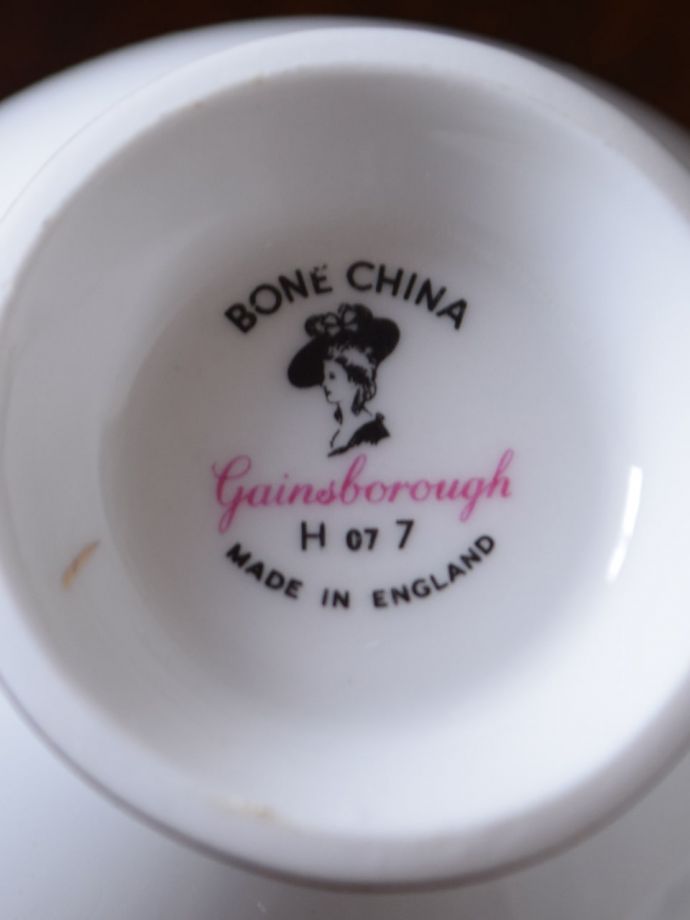 BONE CHINA
Gainsborough
H 07 7
MADE IN ENGLAND